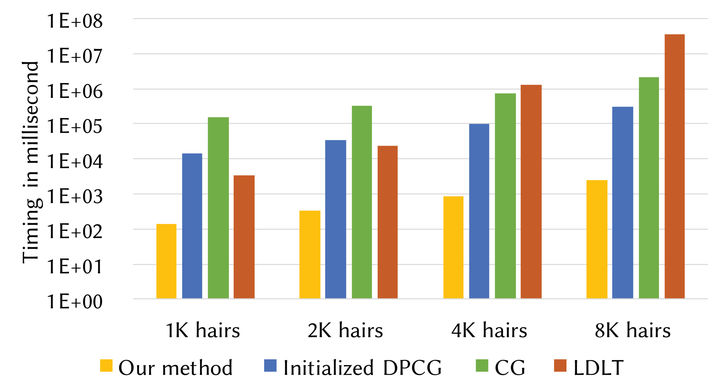 Timing in millisecond
1E+08
1E+07
1E+06
1E+05
1E+04
1E+03
1E+02
1E+01
1E+00
1K hairs 2K hairs 4K hairs 8K hairs
Our method Initialized DPCG CG LDLT